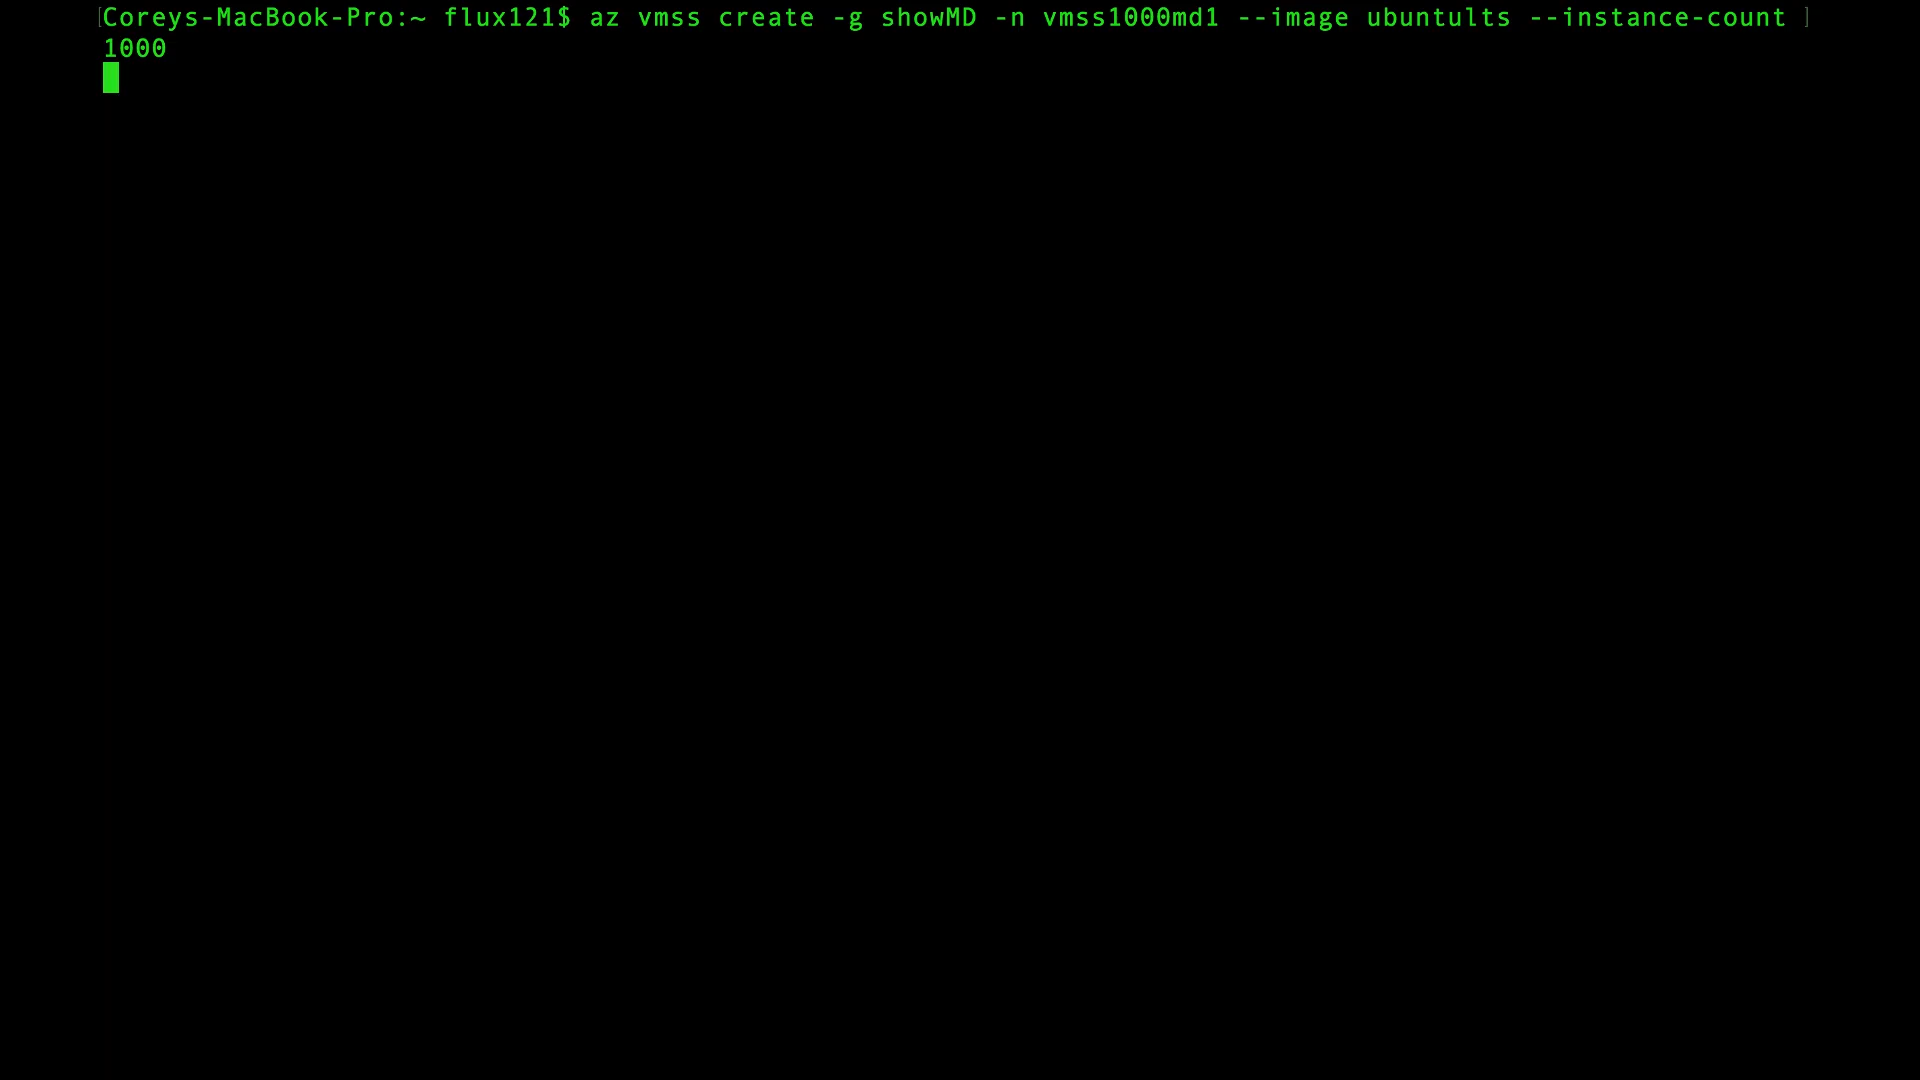 [Coreys-MacBook-Pro:~ flux121$ az vmss create -g showMD -n vmss1000md1 --image ubuntults --instance-count ]
1000